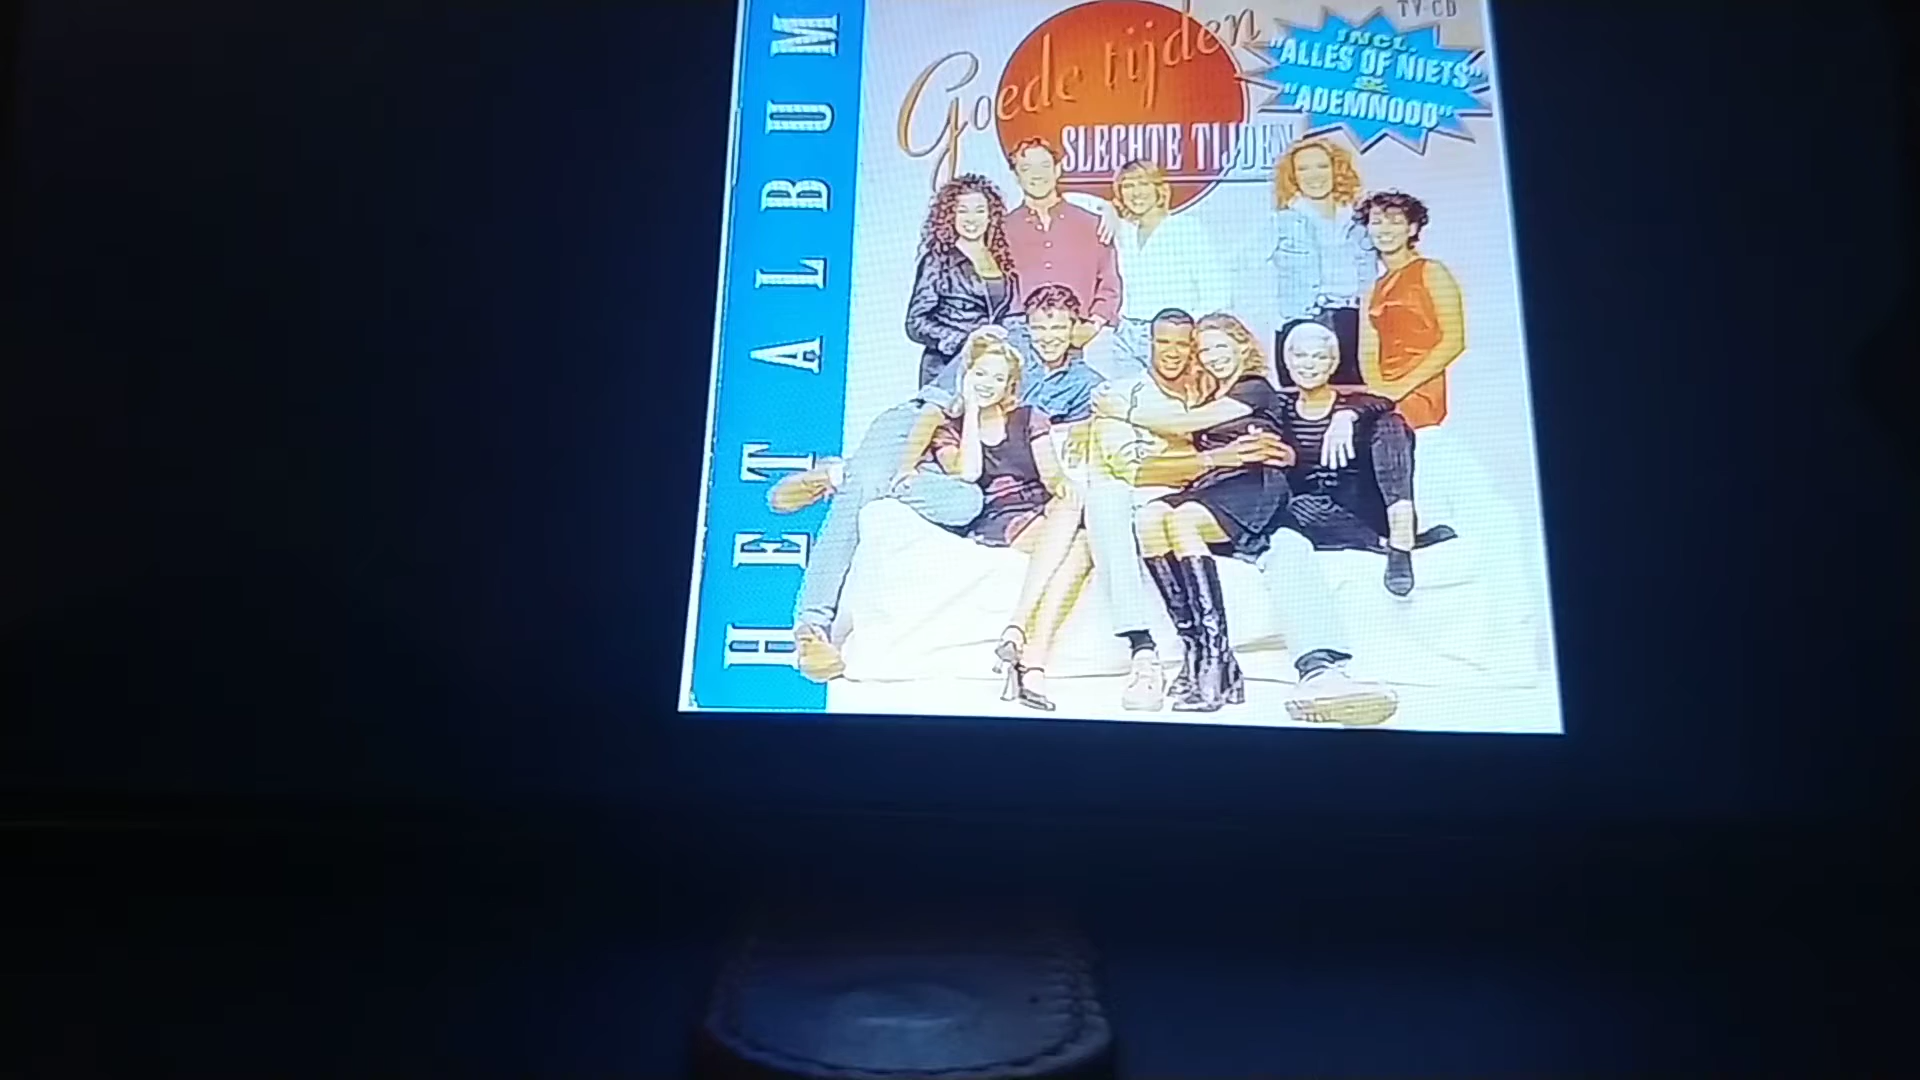 HET ALBUM
Goede tijden
SLECHTE TIJDEN
TV-CD
INCL.
"ALLES OF NIETS"
&
"ADEMNOOD"